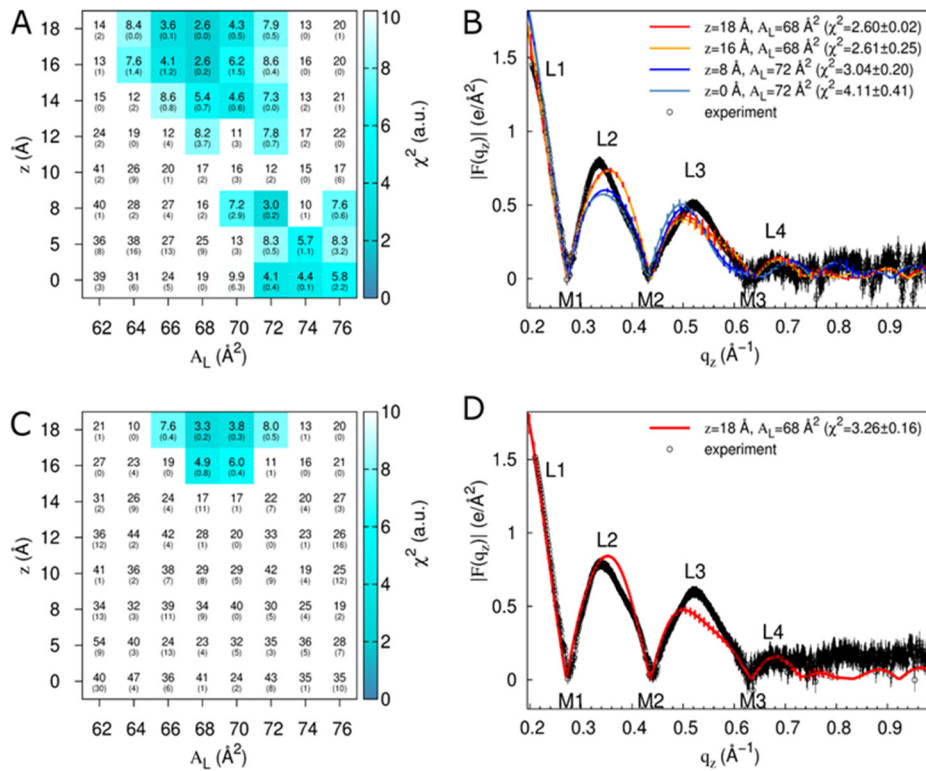 A
18 14 8.4 3.6 2.6 4.3 7.9 13 20
(2) (0.0) (0.1) (0.0) (0.5) (0.5) (0) (1)
16 13 7.6 4.1 2.6 6.2 8.6 16 20
(1) (1.4) (1.2) (0.2) (1.5) (0.4) (0) (0)
14 15 12 8.6 5.4 4.6 7.3 13 21
(0) (2) (0.8) (0.7) (0.6) (0.0) (2) (1)
12 24 19 12 8.2 11 7.8 17 22
(2) (0) (4) (3.7) (3) (0.7) (2) (0)
10 41 26 20 17 16 12 15 17
(2) (9) (1) (2) (2) (2) (0) (6)
8 40 28 27 16 7.2 3.0 10 7.6
(1) (2) (4) (2) (2.9) (0.2) (1) (0.6)
5 36 38 27 25 13 8.3 5.7 8.3
(8) (16) (13) (9) (3) (0.5) (1.1) (3.2)
0 39 31 24 19 9.9 4.1 4.4 5.8
(3) (6) (5) (0) (6.3) (0.4) (0.1) (2.2)
62 64 66 68 70 72 74 76
A_L (Å²)
z (Å)
10
8
6
4
2
0
χ² (a.u.)
B
z=18 Å, A_L=68 Å² (χ²=2.60±0.02)
z=16 Å, A_L=68 Å² (χ²=2.61±0.25)
z=8 Å, A_L=72 Å² (χ²=3.04±0.20)
z=0 Å, A_L=72 Å² (χ²=4.11±0.41)
experiment
L1
L2
L3
L4
M1 M2 M3
1.5
1
0.5
0
|F(q_z)| (e/Å²)
0.2 0.3 0.4 0.5 0.6 0.7 0.8 0.9
q_z (Å⁻¹)
C
18 21 10 7.6 3.3 3.8 8.0 13 20
(1) (0) (0.4) (0.2) (0.3) (0.5) (1) (0)
16 27 23 19 4.9 6.0 11 16 21
(0) (4) (0) (0.8) (0.4) (1) (0) (0)
14 31 26 24 17 17 22 20 27
(2) (9) (4) (11) (1) (7) (4) (3)
12 36 44 42 28 20 33 23 26
(12) (2) (4) (1) (0) (0) (1) (16)
10 41 36 38 29 29 42 24 25
(1) (2) (7) (8) (5) (9) (4) (12)
8 34 32 39 34 40 30 25 19
(13) (3) (11) (9) (0) (5) (4) (2)
5 54 40 24 23 32 35 36 28
(9) (3) (13) (4) (5) (3) (5) (7)
0 40 47 36 41 24 43 35 35
(30) (4) (6) (1) (2) (8) (1) (10)
62 64 66 68 70 72 74 76
A_L (Å²)
z (Å)
10
8
6
4
2
0
χ² (a.u.)
D
z=18 Å, A_L=68 Å² (χ²=3.26±0.16)
experiment
L1
L2
L3
L4
M1 M2 M3
1.5
1
0.5
0
|F(q_z)| (e/Å²)
0.2 0.3 0.4 0.5 0.6 0.7 0.8 0.9
q_z (Å⁻¹)